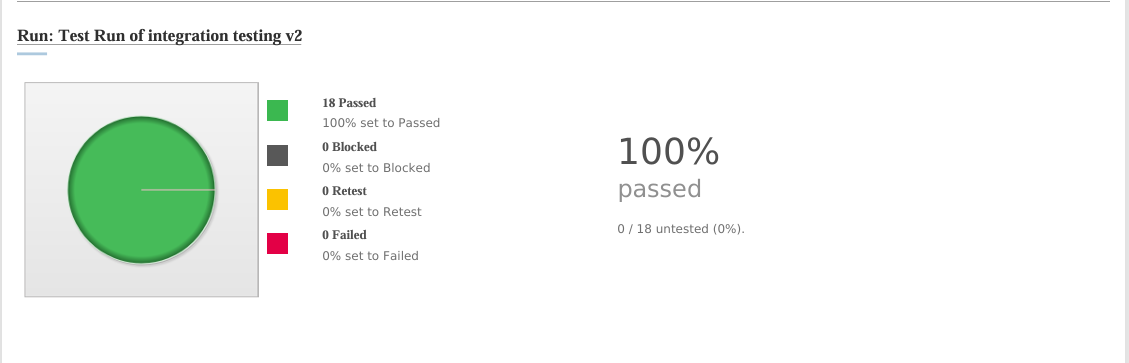 Run: Test Run of integration testing v2
18 Passed
100% set to Passed
0 Blocked
0% set to Blocked
0 Retest
0% set to Retest
0 Failed
0% set to Failed
100%
passed
0 / 18 untested (0%).